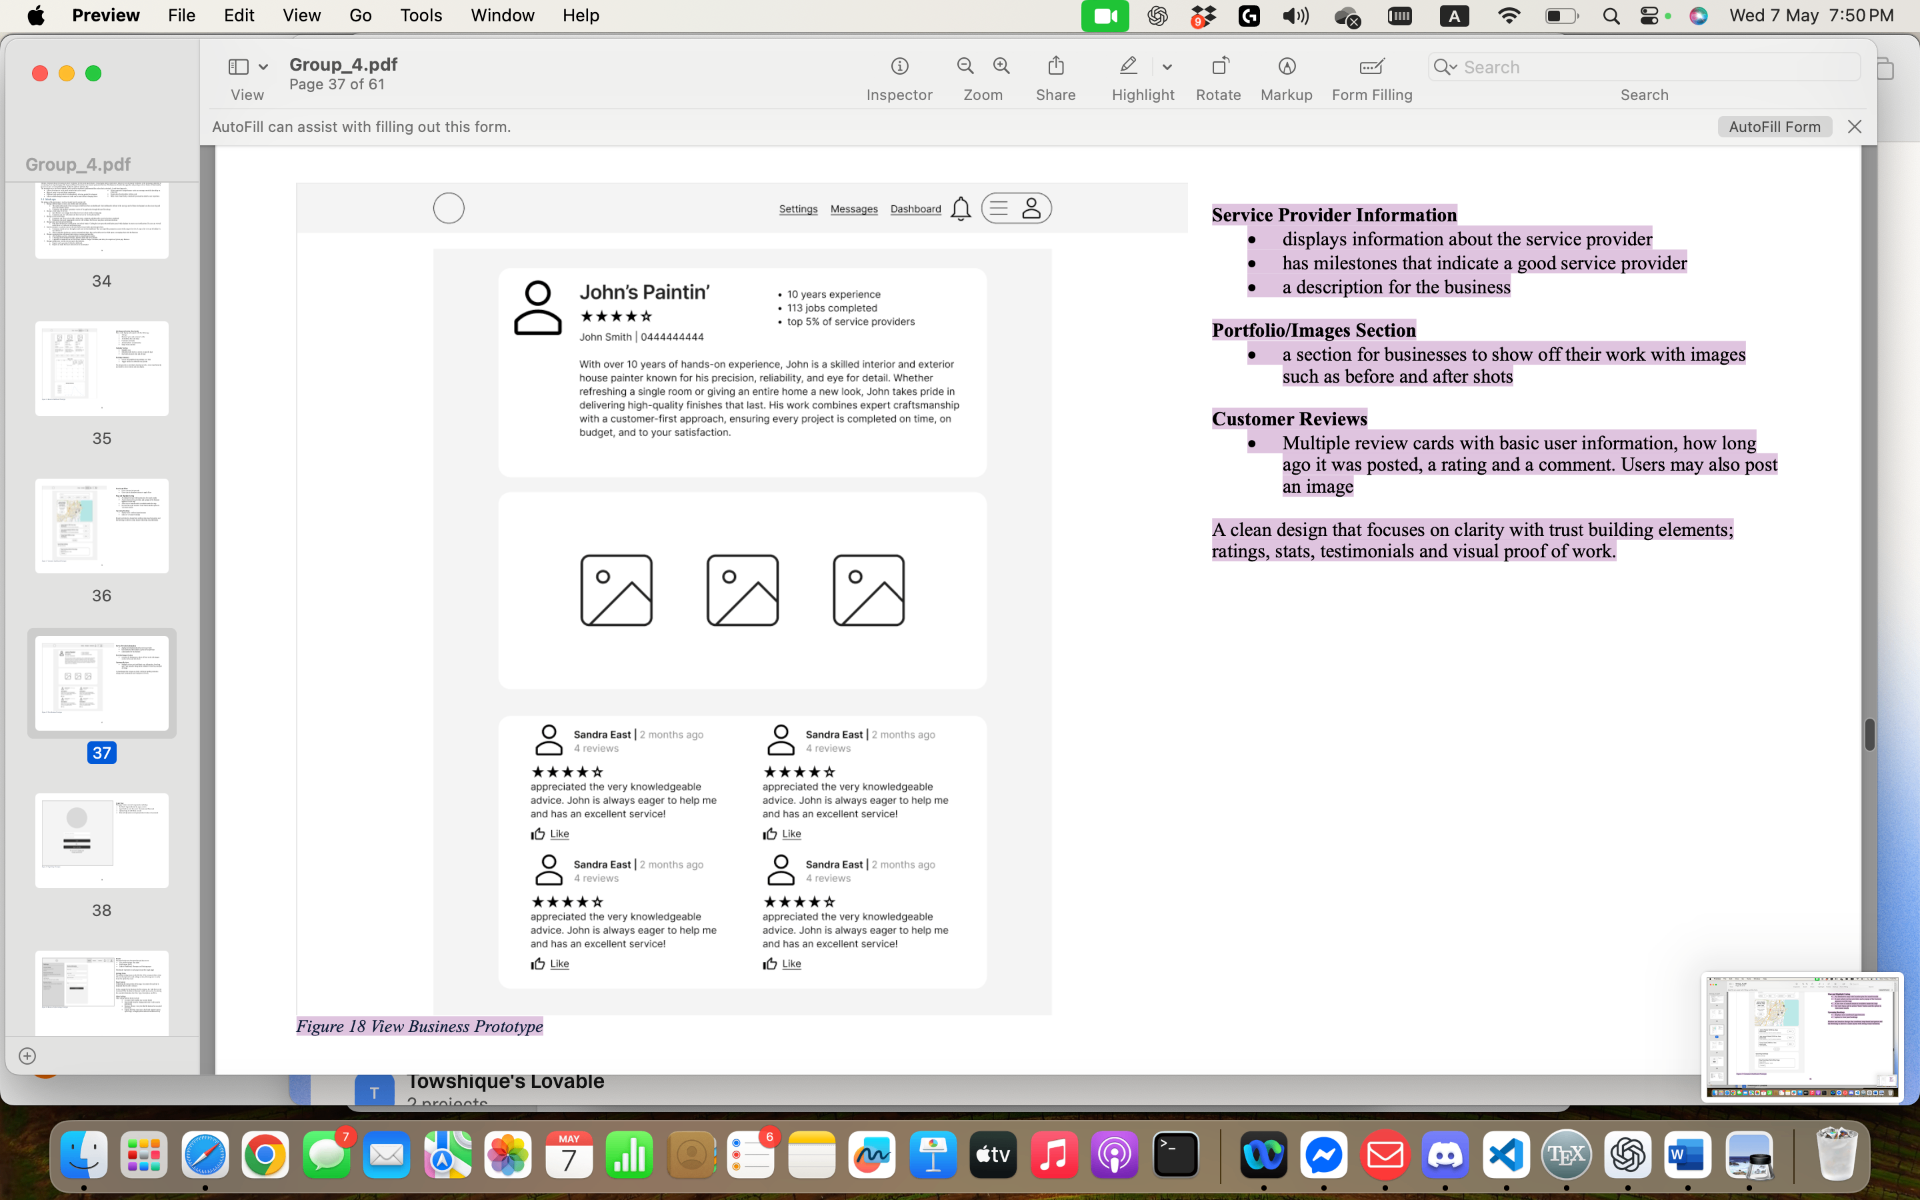 Preview File Edit View Go Tools Window Help
9
A
Wed 7 May 7:50 PM
Group_4.pdf
Page 37 of 61
View
Inspector
Zoom
Share
Highlight
Rotate
Markup
Form Filling
Search
Search
AutoFill can assist with filling out this form.
AutoFill Form
Group_4.pdf
34
35
36
37
38
Settings Messages Dashboard
John's Paintin'
★★★★☆
John Smith | 0444444444
• 10 years experience
• 113 jobs completed
• top 5% of service providers
With over 10 years of hands-on experience, John is a skilled interior and exterior
house painter known for his precision, reliability, and eye for detail. Whether
refreshing a single room or giving an entire home a new look, John takes pride in
delivering high-quality finishes that last. His work combines expert craftsmanship
with a customer-first approach, ensuring every project is completed on time, on
budget, and to your satisfaction.
Sandra East | 2 months ago
4 reviews
★★★★☆
appreciated the very knowledgeable
advice. John is always eager to help me
and has an excellent service!
Like
Sandra East | 2 months ago
4 reviews
★★★★☆
appreciated the very knowledgeable
advice. John is always eager to help me
and has an excellent service!
Like
Sandra East | 2 months ago
4 reviews
★★★★☆
appreciated the very knowledgeable
advice. John is always eager to help me
and has an excellent service!
Like
Sandra East | 2 months ago
4 reviews
★★★★☆
appreciated the very knowledgeable
advice. John is always eager to help me
and has an excellent service!
Like
Figure 18 View Business Prototype
Service Provider Information
• displays information about the service provider
• has milestones that indicate a good service provider
• a description for the business
Portfolio/Images Section
• a section for businesses to show off their work with images
such as before and after shots
Customer Reviews
• Multiple review cards with basic user information, how long
ago it was posted, a rating and a comment. Users may also post
an image
A clean design that focuses on clarity with trust building elements;
ratings, stats, testimonials and visual proof of work.
T
Towshique's Lovable
2 projects
7
MAY
7
6
tv
TEX
W